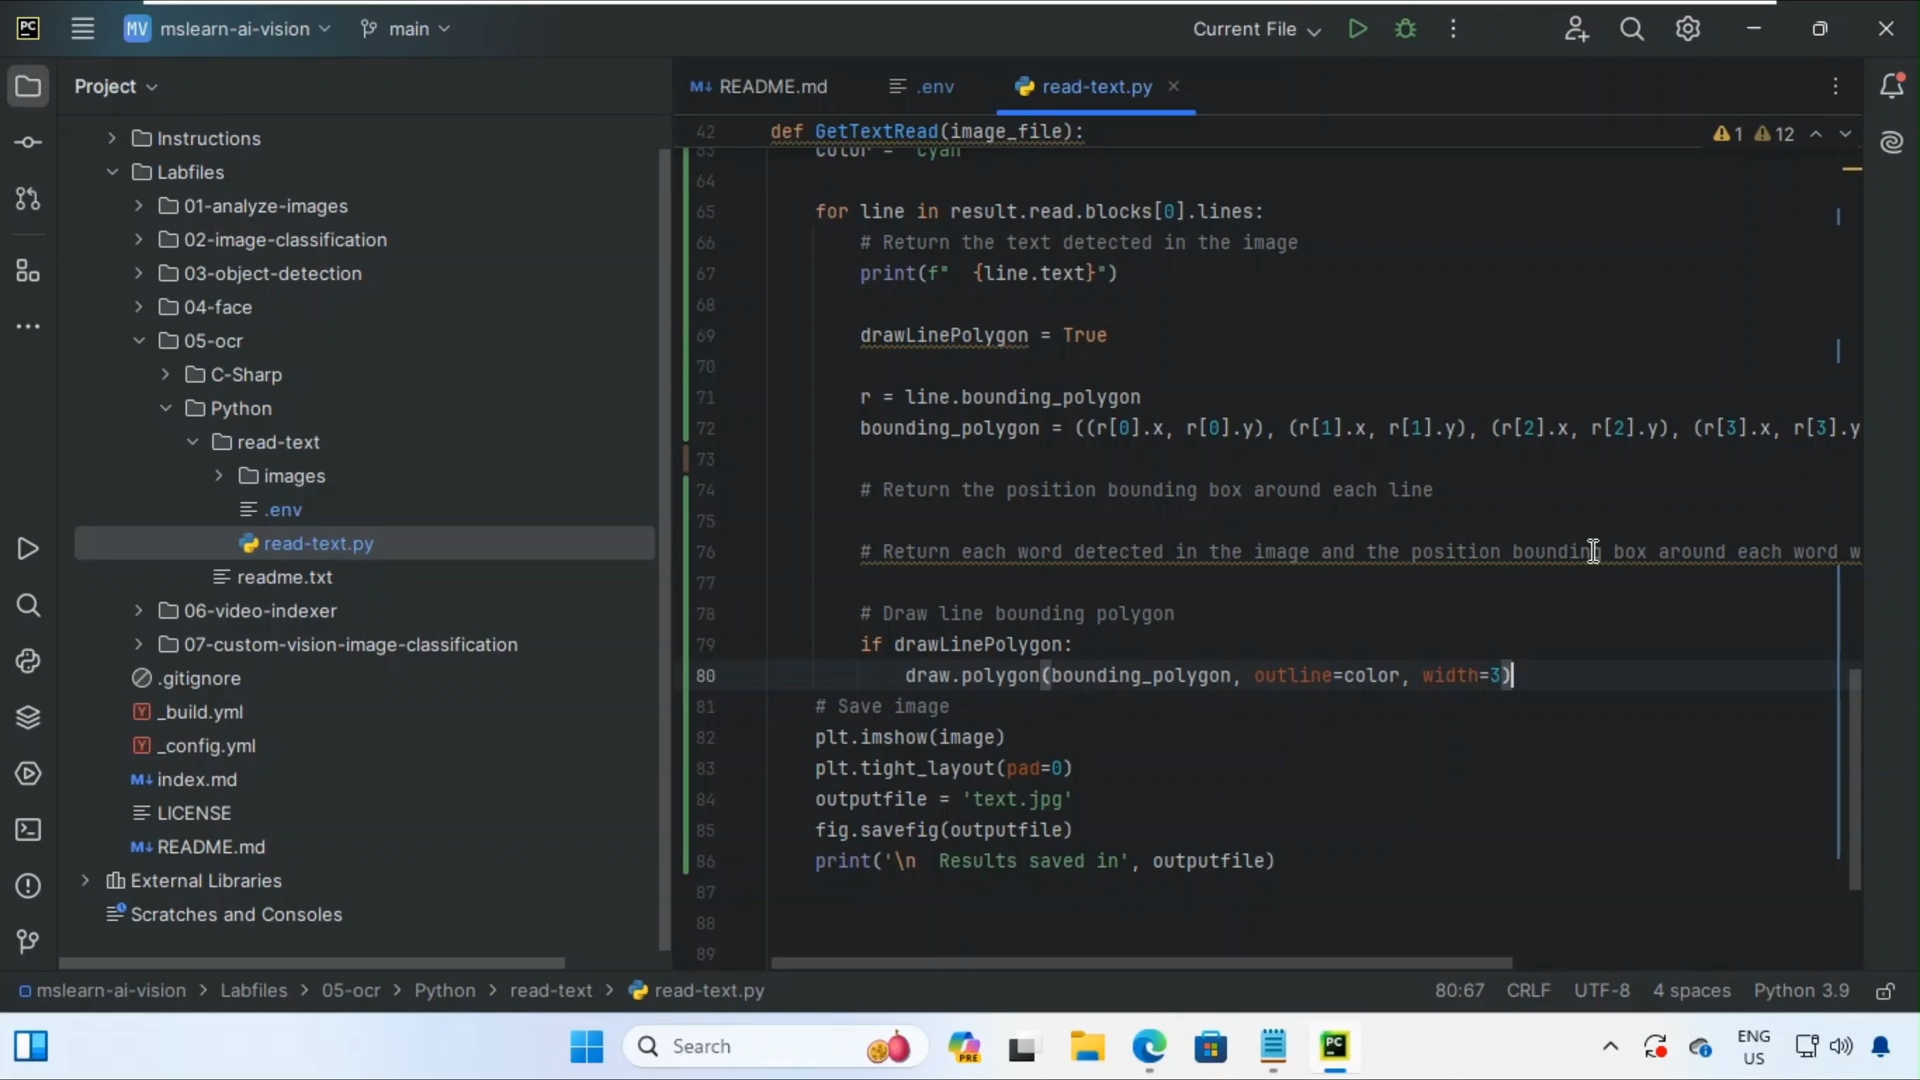 PC MV mslearn-ai-vision main Current File
Project
Instructions
Labfiles
01-analyze-images
02-image-classification
03-object-detection
04-face
05-ocr
C-Sharp
Python
read-text
images
.env
read-text.py
readme.txt
06-video-indexer
07-custom-vision-image-classification
.gitignore
Y _build.yml
Y _config.yml
M↓ index.md
LICENSE
M↓ README.md
External Libraries
Scratches and Consoles
M↓ README.md .env read-text.py
42 def GetTextRead(image_file): 1 12
color = 'cyan'
64
65 for line in result.read.blocks[0].lines:
66 # Return the text detected in the image
67 print(f"  {line.text}")
68
69 drawLinePolygon = True
70
71 r = line.bounding_polygon
72 bounding_polygon = ((r[0].x, r[0].y), (r[1].x, r[1].y), (r[2].x, r[2].y), (r[3].x, r[3].y
73
74 # Return the position bounding box around each line
75
76 # Return each word detected in the image and the position bounding box around each word w
77
78 # Draw line bounding polygon
79 if drawLinePolygon:
80 draw.polygon(bounding_polygon, outline=color, width=3)
81 # Save image
82 plt.imshow(image)
83 plt.tight_layout(pad=0)
84 outputfile = 'text.jpg'
85 fig.savefig(outputfile)
86 print('\n  Results saved in', outputfile)
87
88
89
mslearn-ai-vision > Labfiles > 05-ocr > Python > read-text > read-text.py 80:67 CRLF UTF-8 4 spaces Python 3.9
Search PRE PC ENG
US